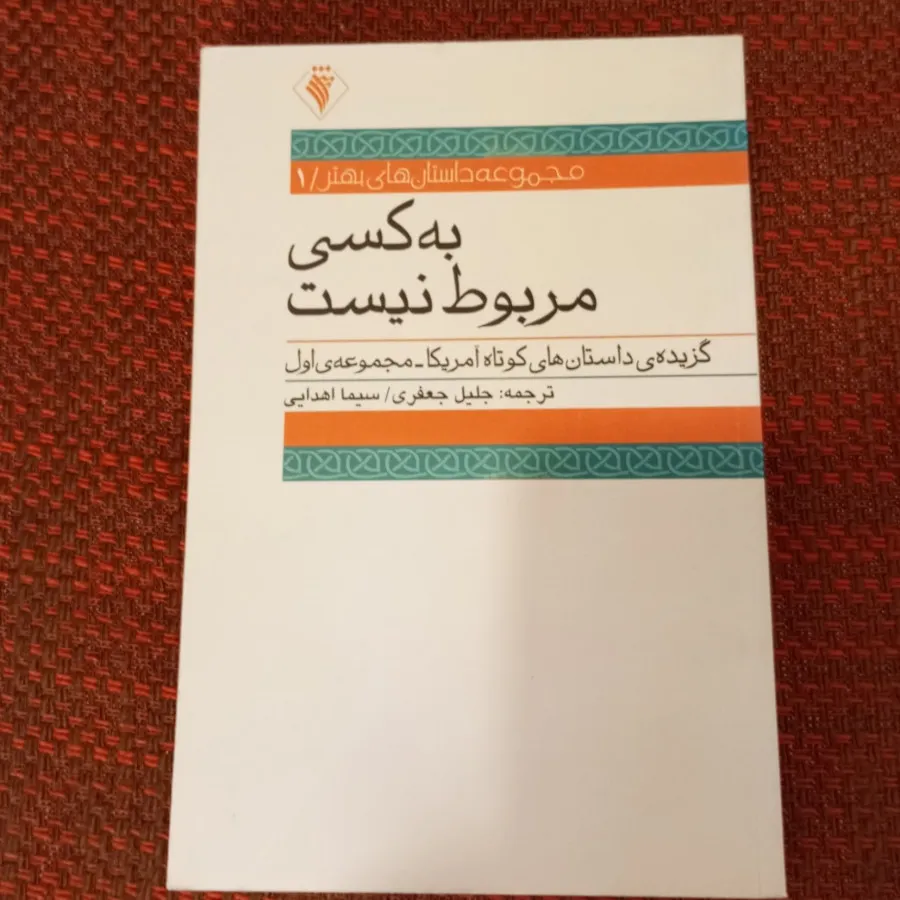 مجموعه داستان‌های بهتر/۱
به کسی
مربوط نیست
گزیده‌ی داستان‌های کوتاه آمریکا - مجموعه‌ی اول
ترجمه: جلیل جعفری / سیما اهدایی